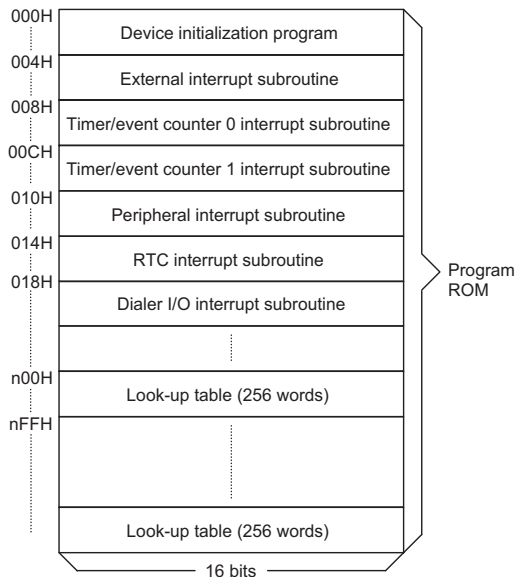 000H
Device initialization program
004H
External interrupt subroutine
008H
Timer/event counter 0 interrupt subroutine
00CH
Timer/event counter 1 interrupt subroutine
010H
Peripheral interrupt subroutine
014H
RTC interrupt subroutine
018H
Dialer I/O interrupt subroutine
Program
ROM
n00H
Look-up table (256 words)
nFFH
Look-up table (256 words)
16 bits